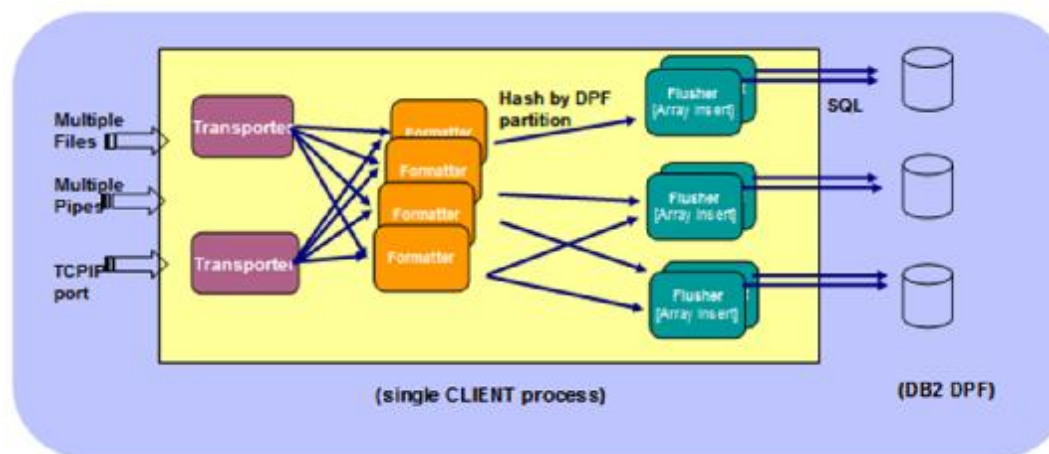 Multiple
Files
Multiple
Pipes
TCPIP
port
Transporter
Transporter
Formatter
Formatter
Formatter
Formatter
Hash by DPF
partition
Flusher
[Array insert]
Flusher
[Array insert]
Flusher
[Array insert]
SQL
(single CLIENT process)
(DB2 DPF)